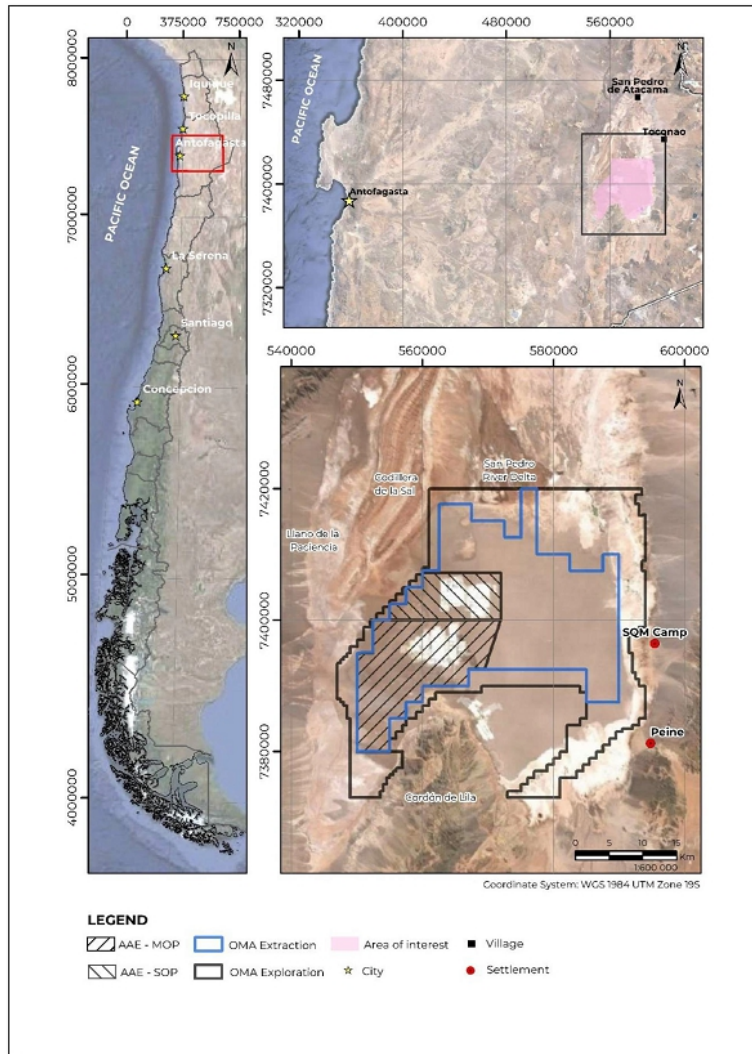 0 375000 750000
8000000
7000000
6000000
5000000
4000000
N
Iquique
Tocopilla
Antofagasta
PACIFIC OCEAN
La Serena
Santiago
Concepcion
320000 400000 480000 560000
7480000
7400000
7320000
PACIFIC OCEAN
N
San Pedro
de Atacama
Toconao
Antofagasta
540000 560000 580000 600000
7420000
7400000
7380000
N
Codillera
de la Sal
San Pedro
River Delta
Llano de la
Paciencia
SQM Camp
Peine
Cordón de Lila
0 5 10 15
Km
1:600 000
Coordinate System: WGS 1984 UTM Zone 19S
LEGEND
AAE - MOP OMA Extraction Area of interest Village
AAE - SOP OMA Exploration City Settlement